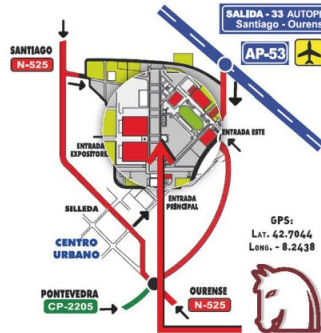 SALIDA - 33 AUTOP
Santiago - Ourens
AP-53
SANTIAGO
N-525
ENTRADA
EXPOSITORES
ENTRADA ESTE
ENTRADA
PRINCIPAL
SILLEDA
CENTRO
URBANO
GPS:
LAT. 42.7044
LONG. - 8.2438
PONTEVEDRA
CP-2205
OURENSE
N-525